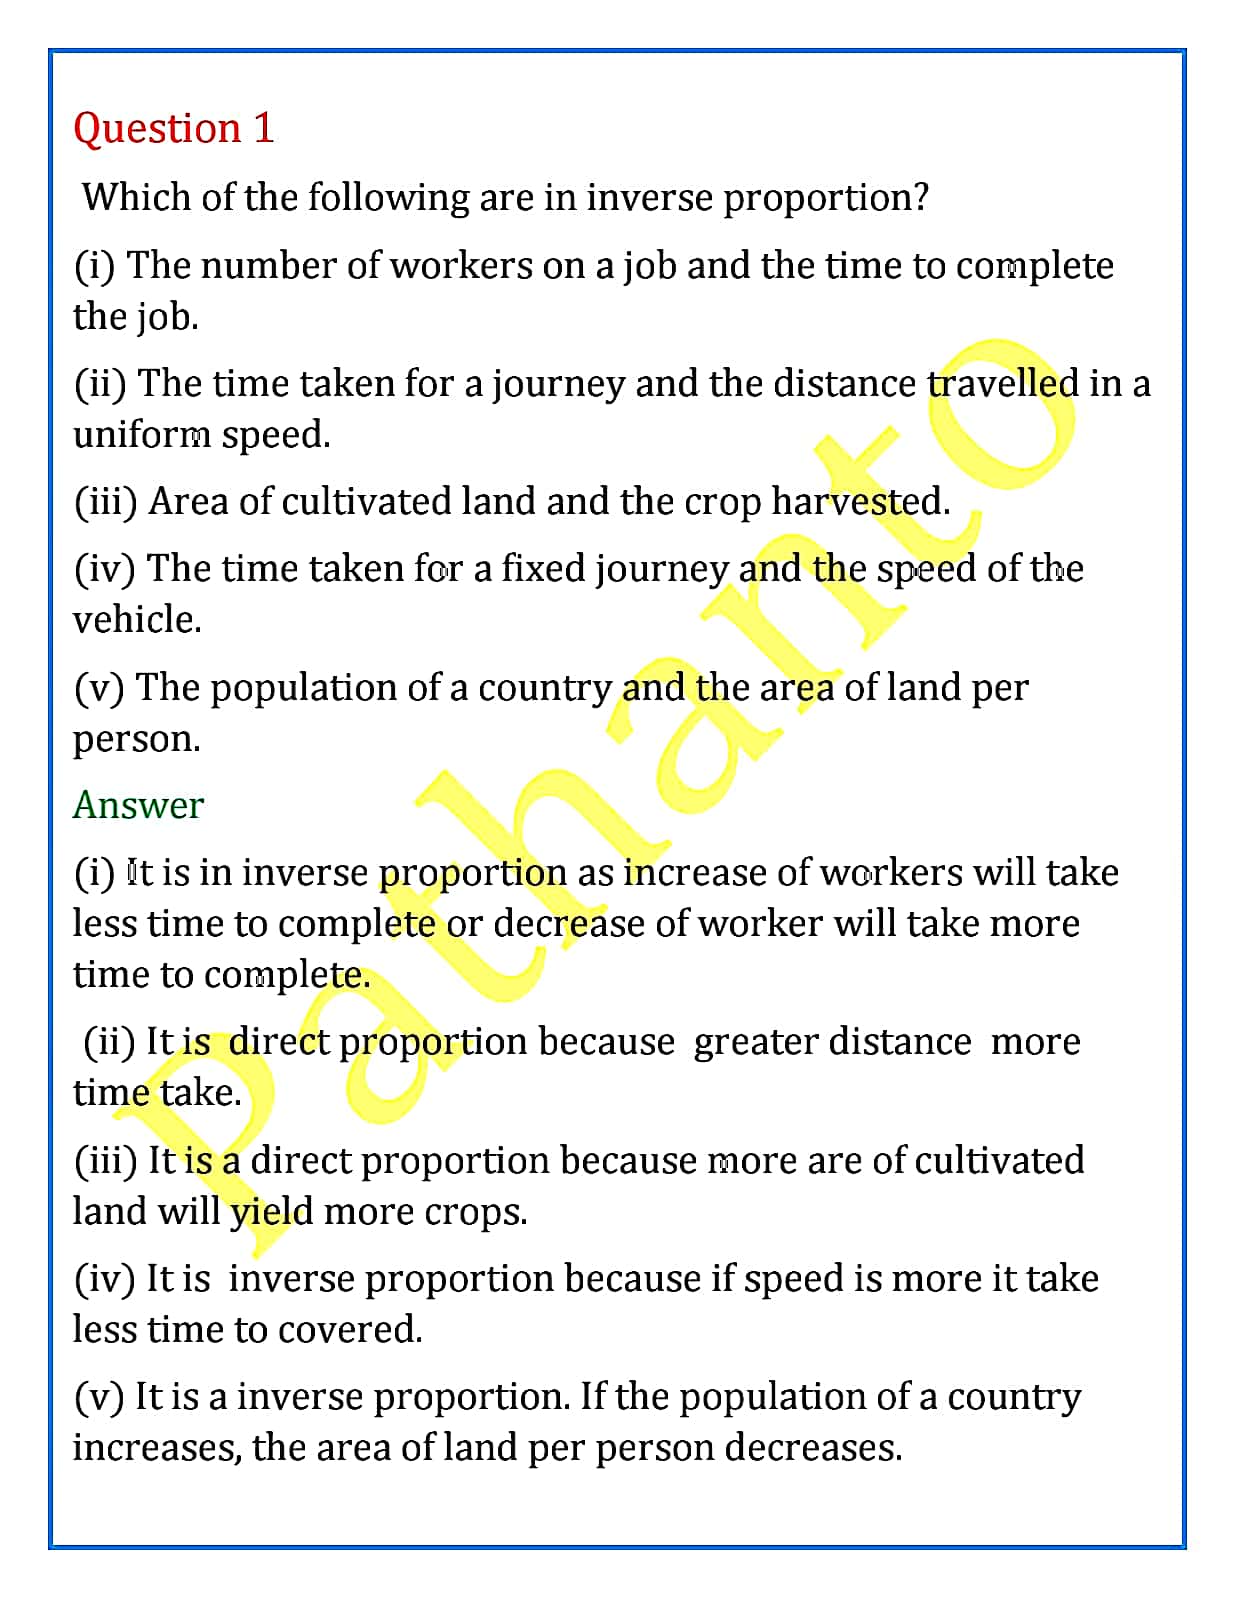 Question 1
Which of the following are in inverse proportion?
(i) The number of workers on a job and the time to complete
the job.
(ii) The time taken for a journey and the distance travelled in a
uniform speed.
(iii) Area of cultivated land and the crop harvested.
(iv) The time taken for a fixed journey and the speed of the
vehicle.
(v) The population of a country and the area of land per
person.
Answer
(i) It is in inverse proportion as increase of workers will take
less time to complete or decrease of worker will take more
time to complete.
(ii) It is direct proportion because greater distance more
time take.
(iii) It is a direct proportion because more are of cultivated
land will yield more crops.
(iv) It is inverse proportion because if speed is more it take
less time to covered.
(v) It is a inverse proportion. If the population of a country
increases, the area of land per person decreases.
Pathanto